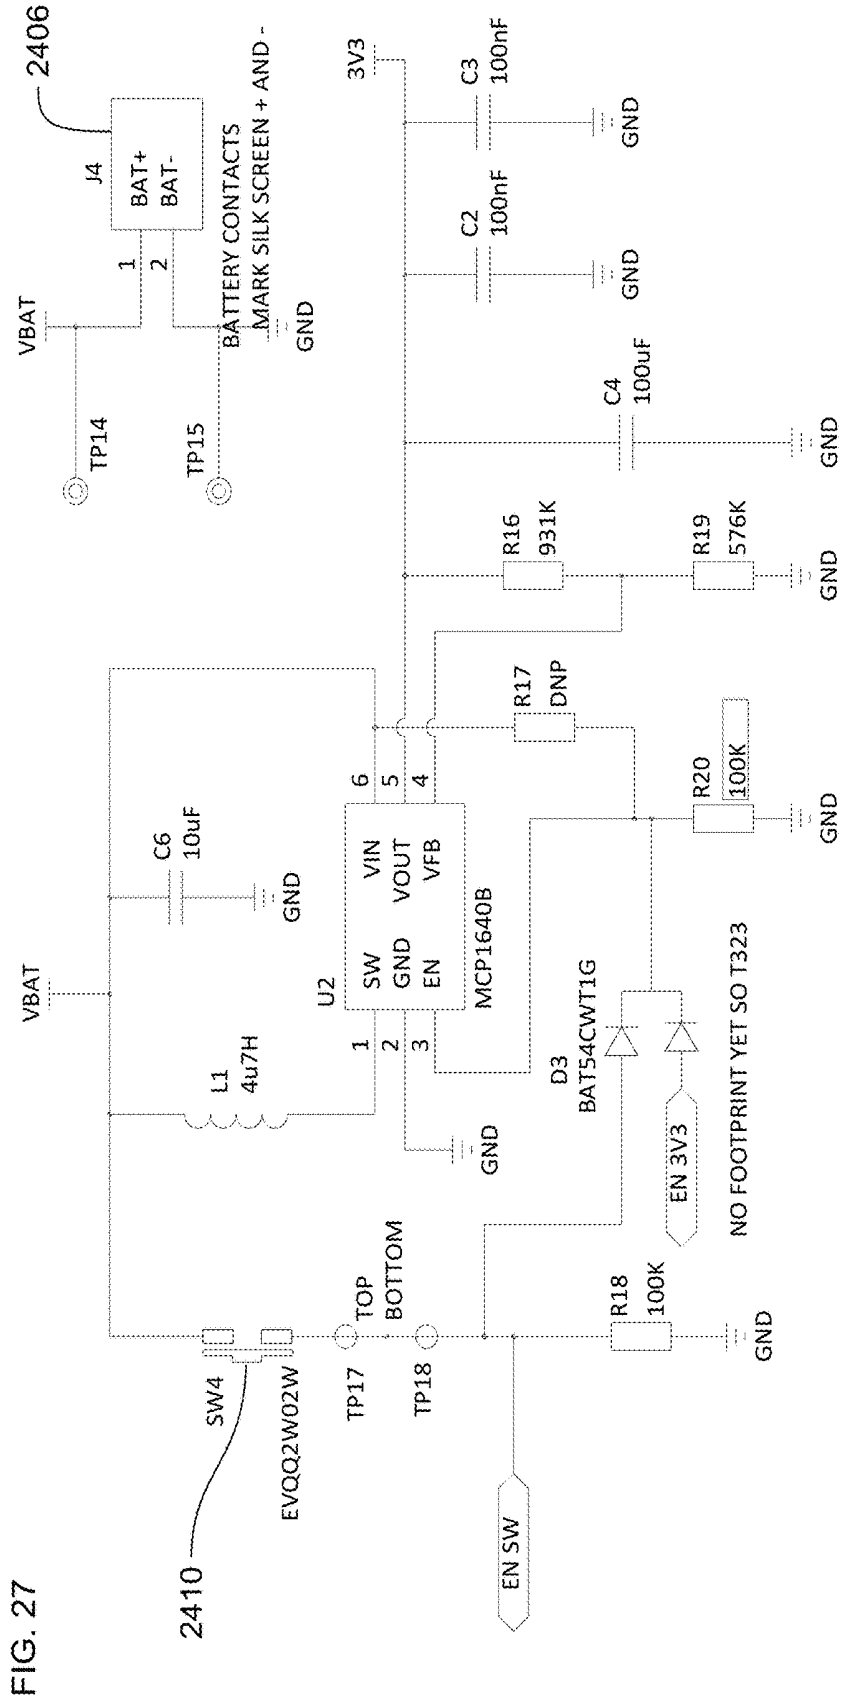 FIG. 27
2410
SW4
EVQQ2W02W
TP17
TOP
BOTTOM
TP18
EN SW
R18
100K
GND
VBAT
L1
4u7H
C6
10uF
GND
U2
1
2
3
SW
GND
EN
VIN
VOUT
VFB
6
5
4
MCP1640B
GND
D3
BAT54CWT1G
EN 3V3
NO FOOTPRINT YET SO T323
R17
DNP
R20
100K
GND
R16
931K
R19
576K
GND
C4
100uF
GND
C2
100nF
GND
C3
100nF
GND
3V3
VBAT
TP14
TP15
GND
1
2
J4
BAT+
BAT-
2406
BATTERY CONTACTS
MARK SILK SCREEN + AND -